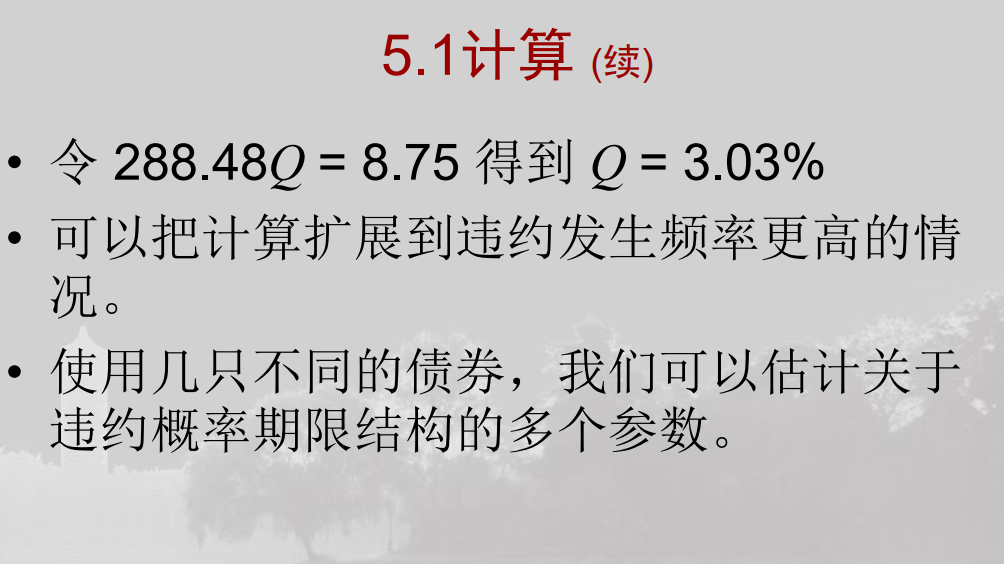 5.1计算 (续)
• 令 288.48Q = 8.75 得到 Q = 3.03%
• 可以把计算扩展到违约发生频率更高的情
况。
• 使用几只不同的债券，我们可以估计关于
违约概率期限结构的多个参数。